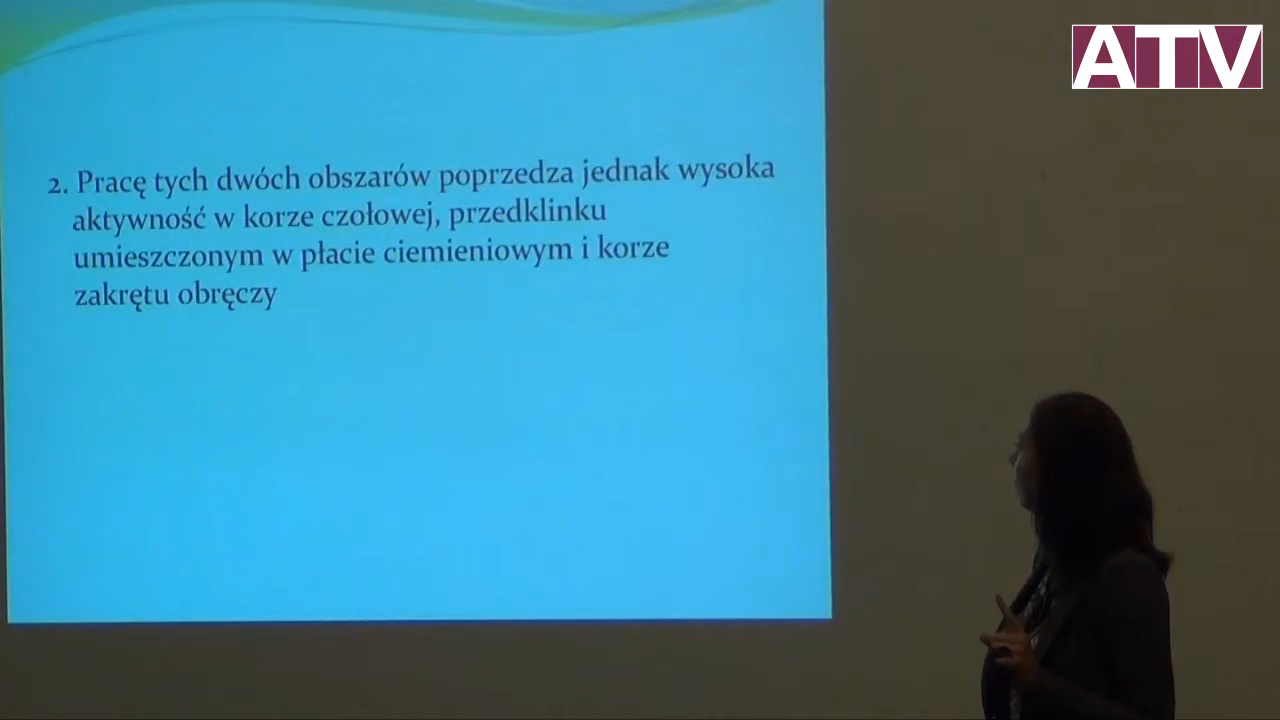 ATV
2. Pracę tych dwóch obszarów poprzedza jednak wysoka
aktywność w korze czołowej, przedklinku
umieszczonym w płacie ciemieniowym i korze
zakrętu obręczy